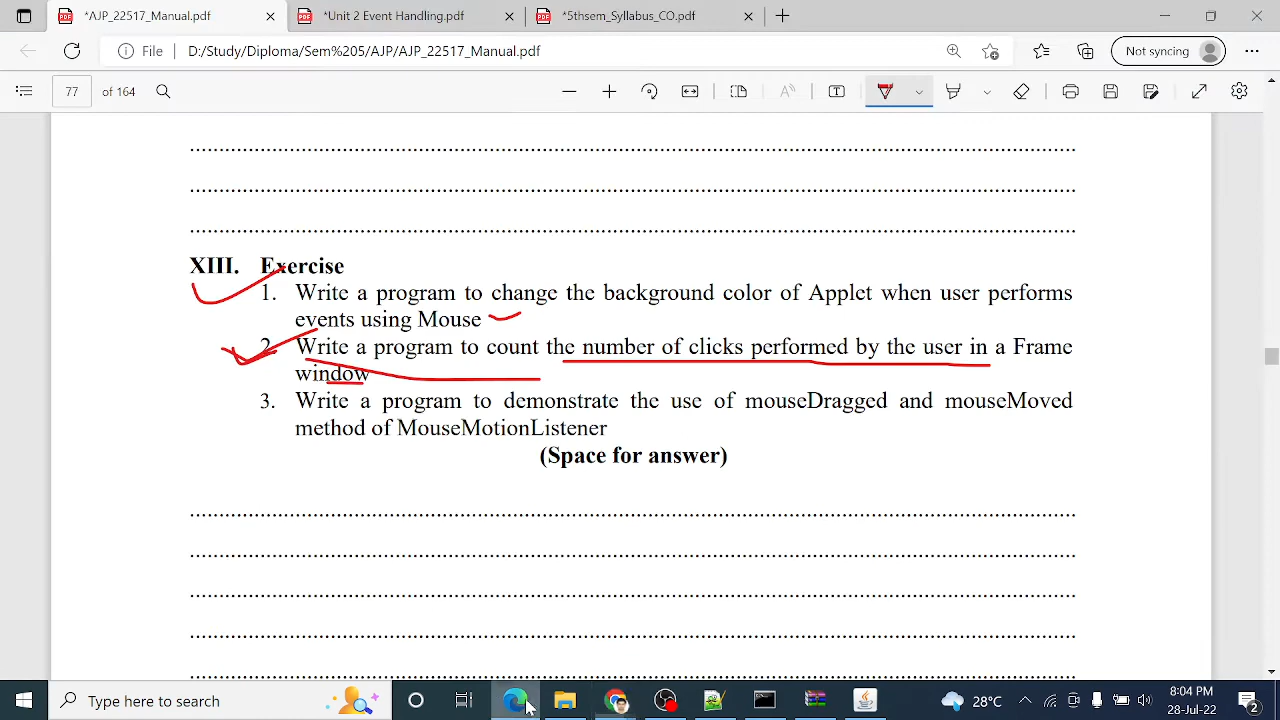 *AJP_22517_Manual.pdf
*Unit 2 Event Handling.pdf
*5thsem_Syllabus_CO.pdf
File
D:/Study/Diploma/Sem%205/AJP/AJP_22517_Manual.pdf
Not syncing
77
of 164
XIII. Exercise
1. Write a program to change the background color of Applet when user performs
events using Mouse
2. Write a program to count the number of clicks performed by the user in a Frame
window
3. Write a program to demonstrate the use of mouseDragged and mouseMoved
method of MouseMotionListener
(Space for answer)
Type here to search
28°C
8:04 PM
28-Jul-22
2